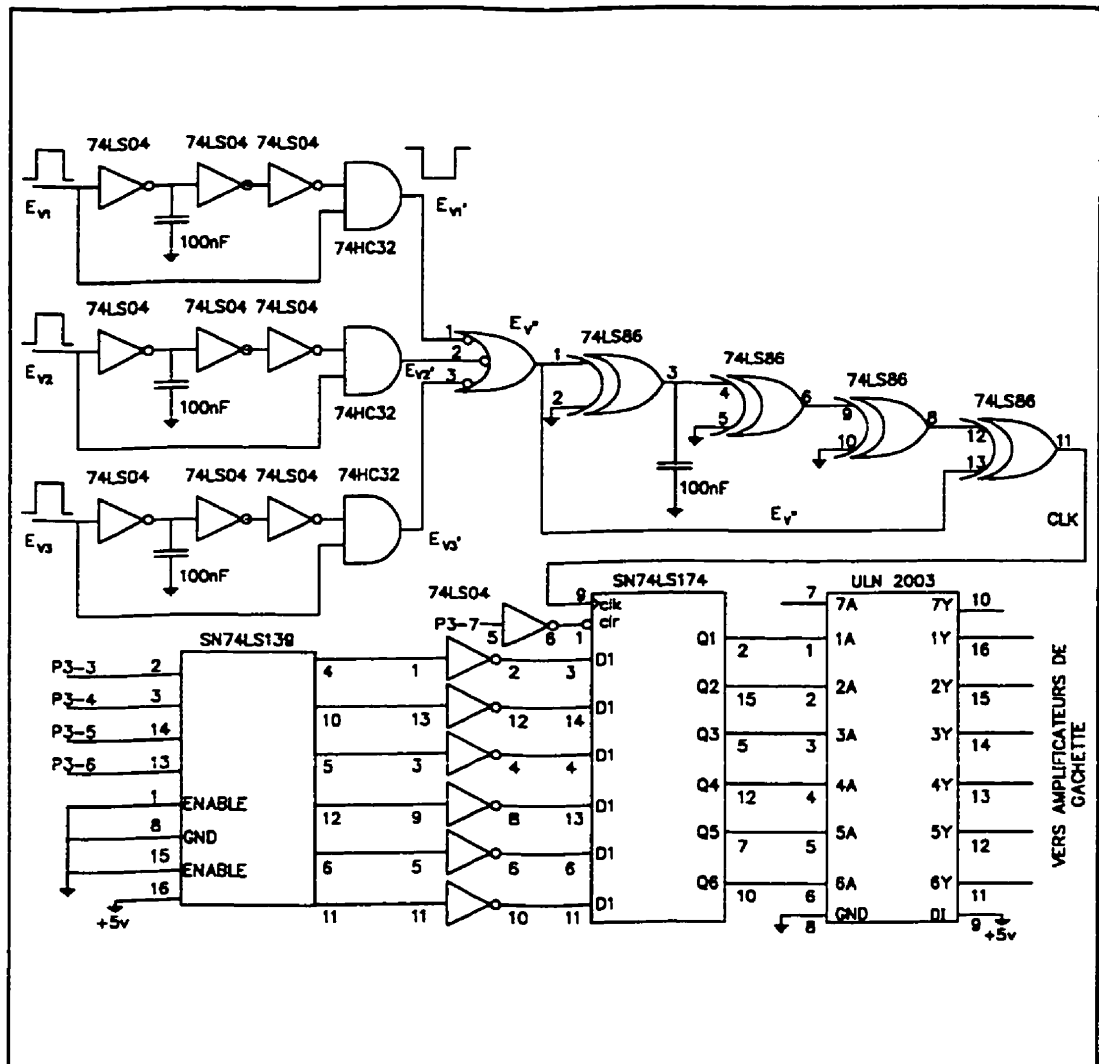 74LS04
74LS04 74LS04
EV1
100nF
74HC32
EV1'
74LS04
74LS04 74LS04
EV2
100nF
74HC32
EV2'
74LS04
74LS04 74LS04
74HC32
EV3
100nF
EV3'
1
2
3
EV"
74LS86
1
2
3
100nF
74LS86
4
5
6
74LS86
9
10
8
74LS86
12
13
11
EV"
CLK
74LS04
P3-7
5
6
1
SN74LS139
P3-3 2
P3-4 3
P3-5 14
P3-6 13
1 ENABLE
8 GND
15 ENABLE
16
+5v
4 1 2 3
10 13 12 14
5 3 4 4
12 9 8 13
6 5 6 6
11 11 10 11
SN74LS174
9 clk
clr
D1
D1
D1
D1
D1
D1
Q1 2
Q2 15
Q3 5
Q4 12
Q5 7
Q6 10
ULN 2003
7 7A 7Y 10
1 1A 1Y 16
2 2A 2Y 15
3 3A 3Y 14
4 4A 4Y 13
5 5A 5Y 12
6 6A 6Y 11
8 GND DI 9
+5v
VERS AMPLIFICATEURS DE
GACHETTE